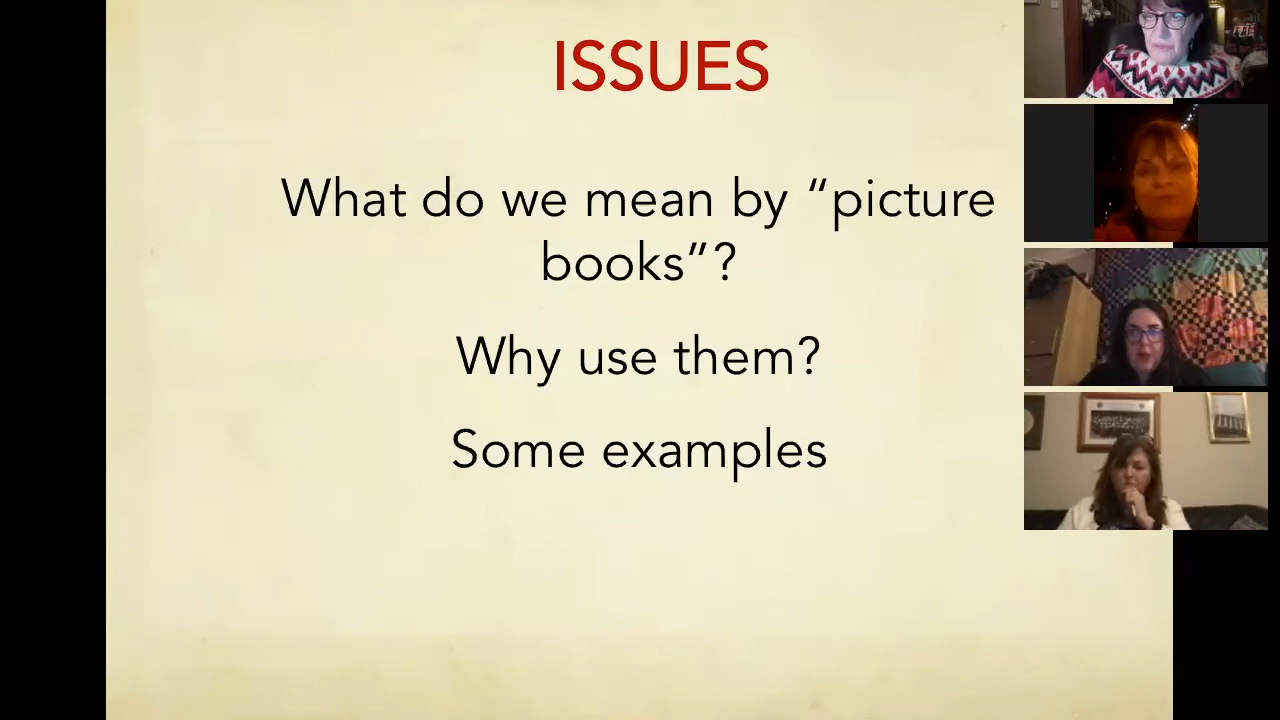 ISSUES
What do we mean by “picture
books”?
Why use them?
Some examples